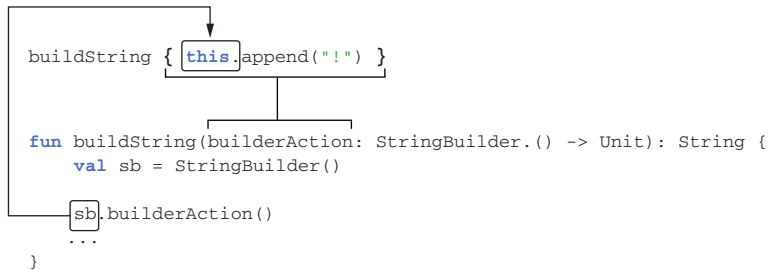 buildString { this.append("!") }
fun buildString(builderAction: StringBuilder.() -> Unit): String {
val sb = StringBuilder()
sb.builderAction()
...
}